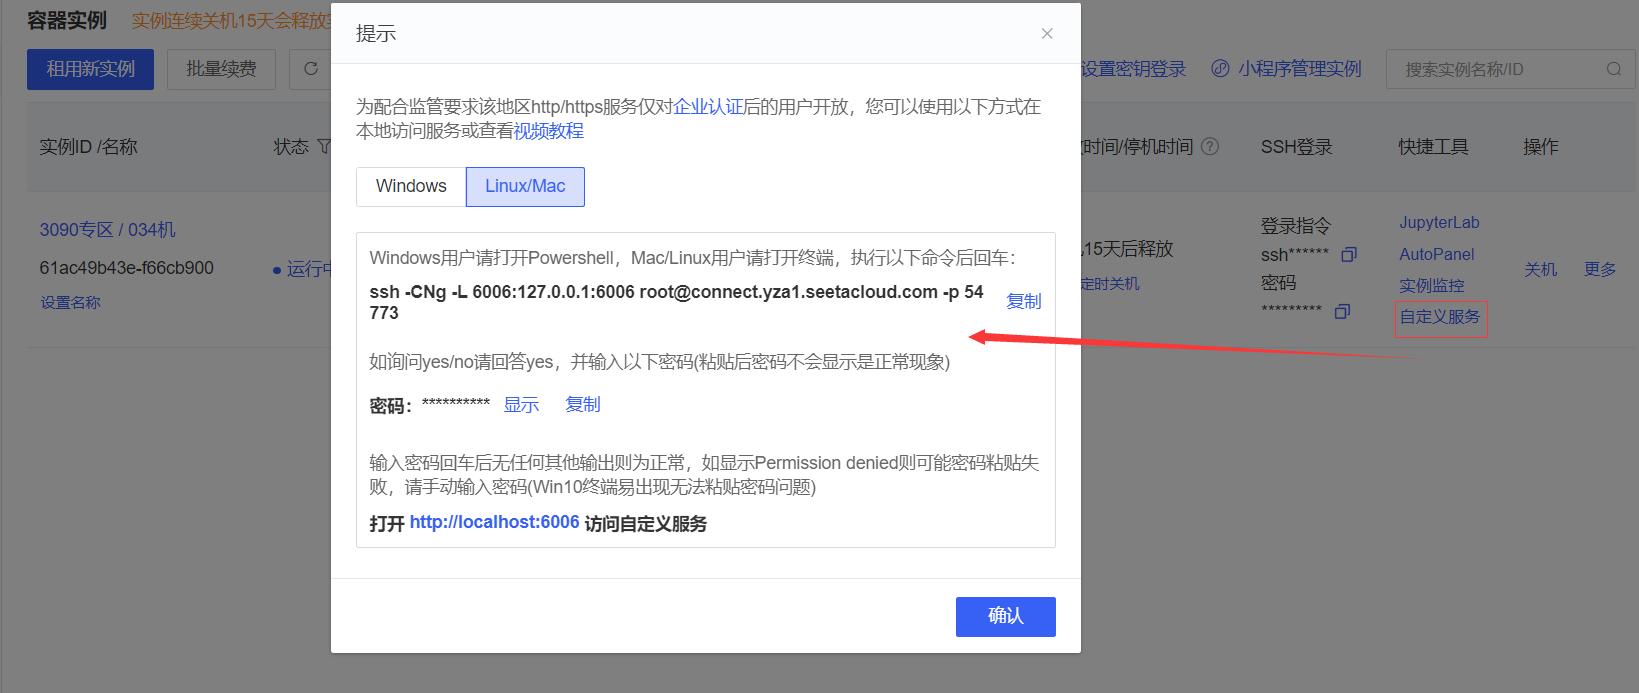 容器实例
实例连续关机15天会释放
租用新实例
批量续费
设置密钥登录
小程序管理实例
搜索实例名称/ID
实例ID /名称
状态
时间/停机时间
SSH登录
快捷工具
操作
3090专区 / 034机
61ac49b43e-f66cb900
设置名称
运行中
15天后释放
定时关机
登录指令
ssh******
密码
*********
JupyterLab
AutoPanel
实例监控
自定义服务
关机
更多
提示
为配合监管要求该地区http/https服务仅对企业认证后的用户开放，您可以使用以下方式在
本地访问服务或查看视频教程
Windows
Linux/Mac
Windows用户请打开Powershell，Mac/Linux用户请打开终端，执行以下命令后回车：
ssh -CNg -L 6006:127.0.0.1:6006 root@connect.yza1.seetacloud.com -p 54
773
复制
如询问yes/no请回答yes，并输入以下密码(粘贴后密码不会显示是正常现象)
密码：********** 显示 复制
输入密码回车后无任何其他输出则为正常，如显示Permission denied则可能密码粘贴失
败，请手动输入密码(Win10终端易出现无法粘贴密码问题)
打开 http://localhost:6006 访问自定义服务
确认